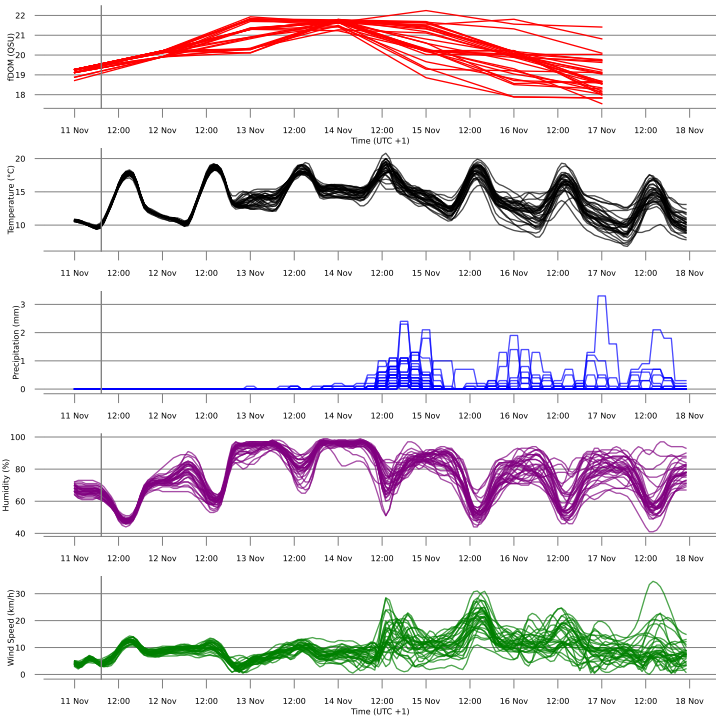 22
21
20
19
18
fDOM (QSU)
11 Nov 12:00 12 Nov 12:00 13 Nov 12:00 14 Nov 12:00 15 Nov 12:00 16 Nov 12:00 17 Nov 12:00 18 Nov
Time (UTC +1)
20
15
10
Temperature (°C)
11 Nov 12:00 12 Nov 12:00 13 Nov 12:00 14 Nov 12:00 15 Nov 12:00 16 Nov 12:00 17 Nov 12:00 18 Nov
3
2
1
0
Precipitation (mm)
11 Nov 12:00 12 Nov 12:00 13 Nov 12:00 14 Nov 12:00 15 Nov 12:00 16 Nov 12:00 17 Nov 12:00 18 Nov
100
80
60
40
Humidity (%)
11 Nov 12:00 12 Nov 12:00 13 Nov 12:00 14 Nov 12:00 15 Nov 12:00 16 Nov 12:00 17 Nov 12:00 18 Nov
30
20
10
0
Wind Speed (km/h)
11 Nov 12:00 12 Nov 12:00 13 Nov 12:00 14 Nov 12:00 15 Nov 12:00 16 Nov 12:00 17 Nov 12:00 18 Nov
Time (UTC +1)